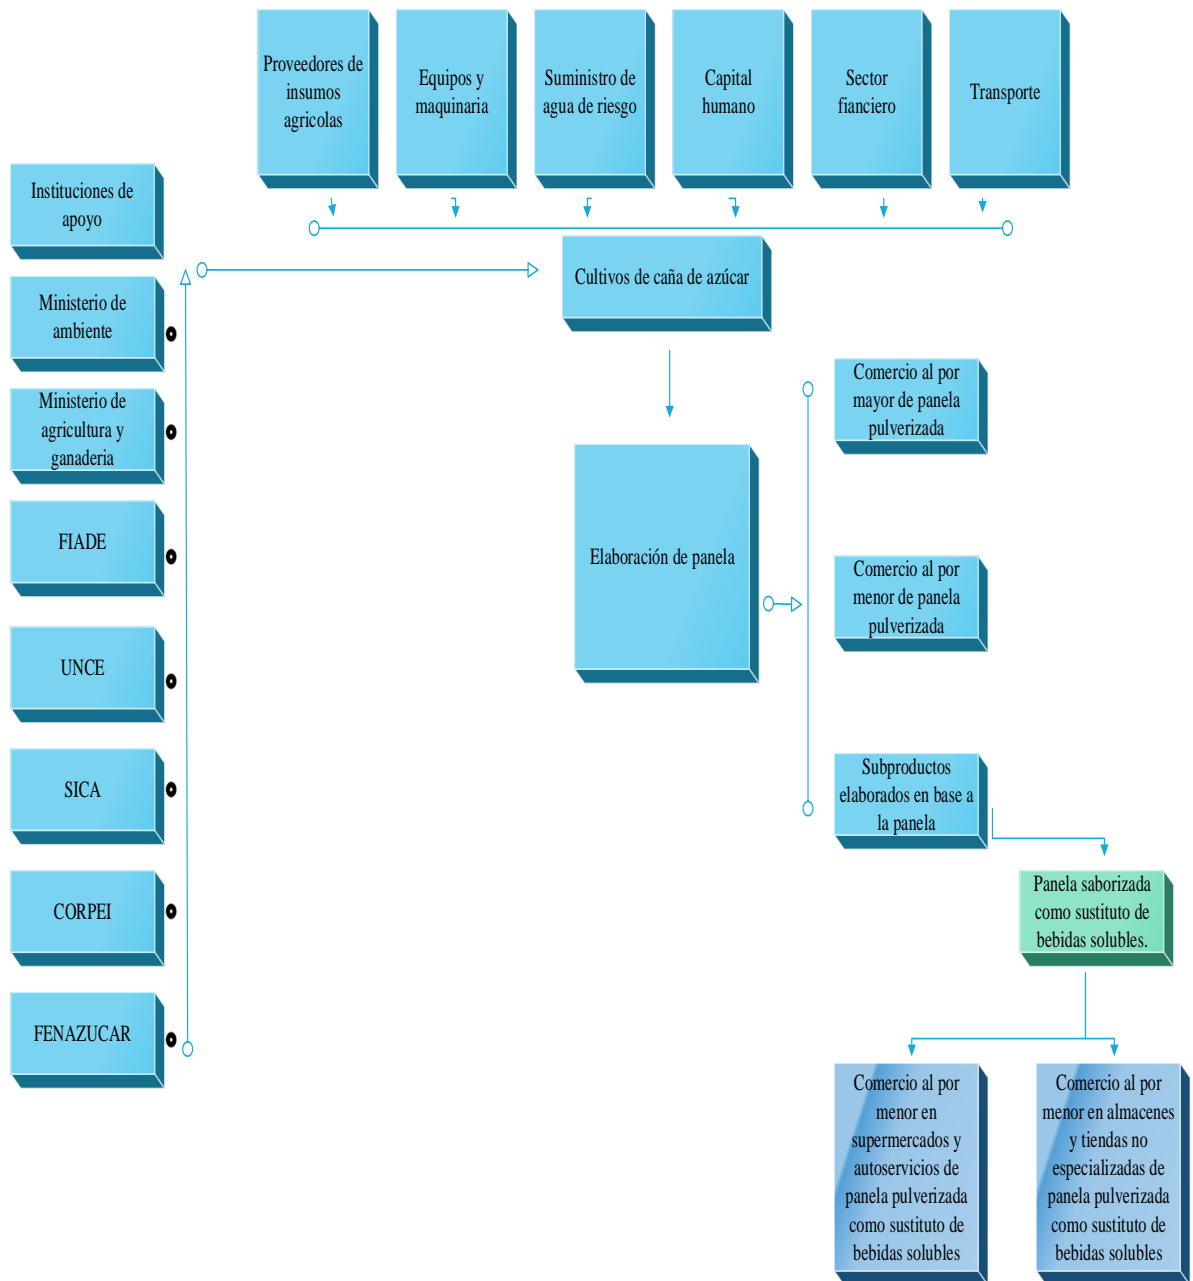 Proveedores de
insumos
agricolas
Equipos y
maquinaria
Suministro de
agua de riesgo
Capital
humano
Sector
fianciero
Transporte
Instituciones de
apoyo
Ministerio de
ambiente
Ministerio de
agricultura y
ganaderia
FIADE
UNCE
SICA
CORPEI
FENAZUCAR
Cultivos de caña de azúcar
Elaboración de panela
Comercio al por
mayor de panela
pulverizada
Comercio al por
menor de panela
pulverizada
Subproductos
elaborados en base a
la panela
Panela saborizada
como sustituto de
bebidas solubles.
Comercio al por
menor en
supermercados y
autoservicios de
panela pulverizada
como sustituto de
bebidas solubles
Comercio al por
menor en almacenes
y tiendas no
especializadas de
panela pulverizada
como sustituto de
bebidas solubles